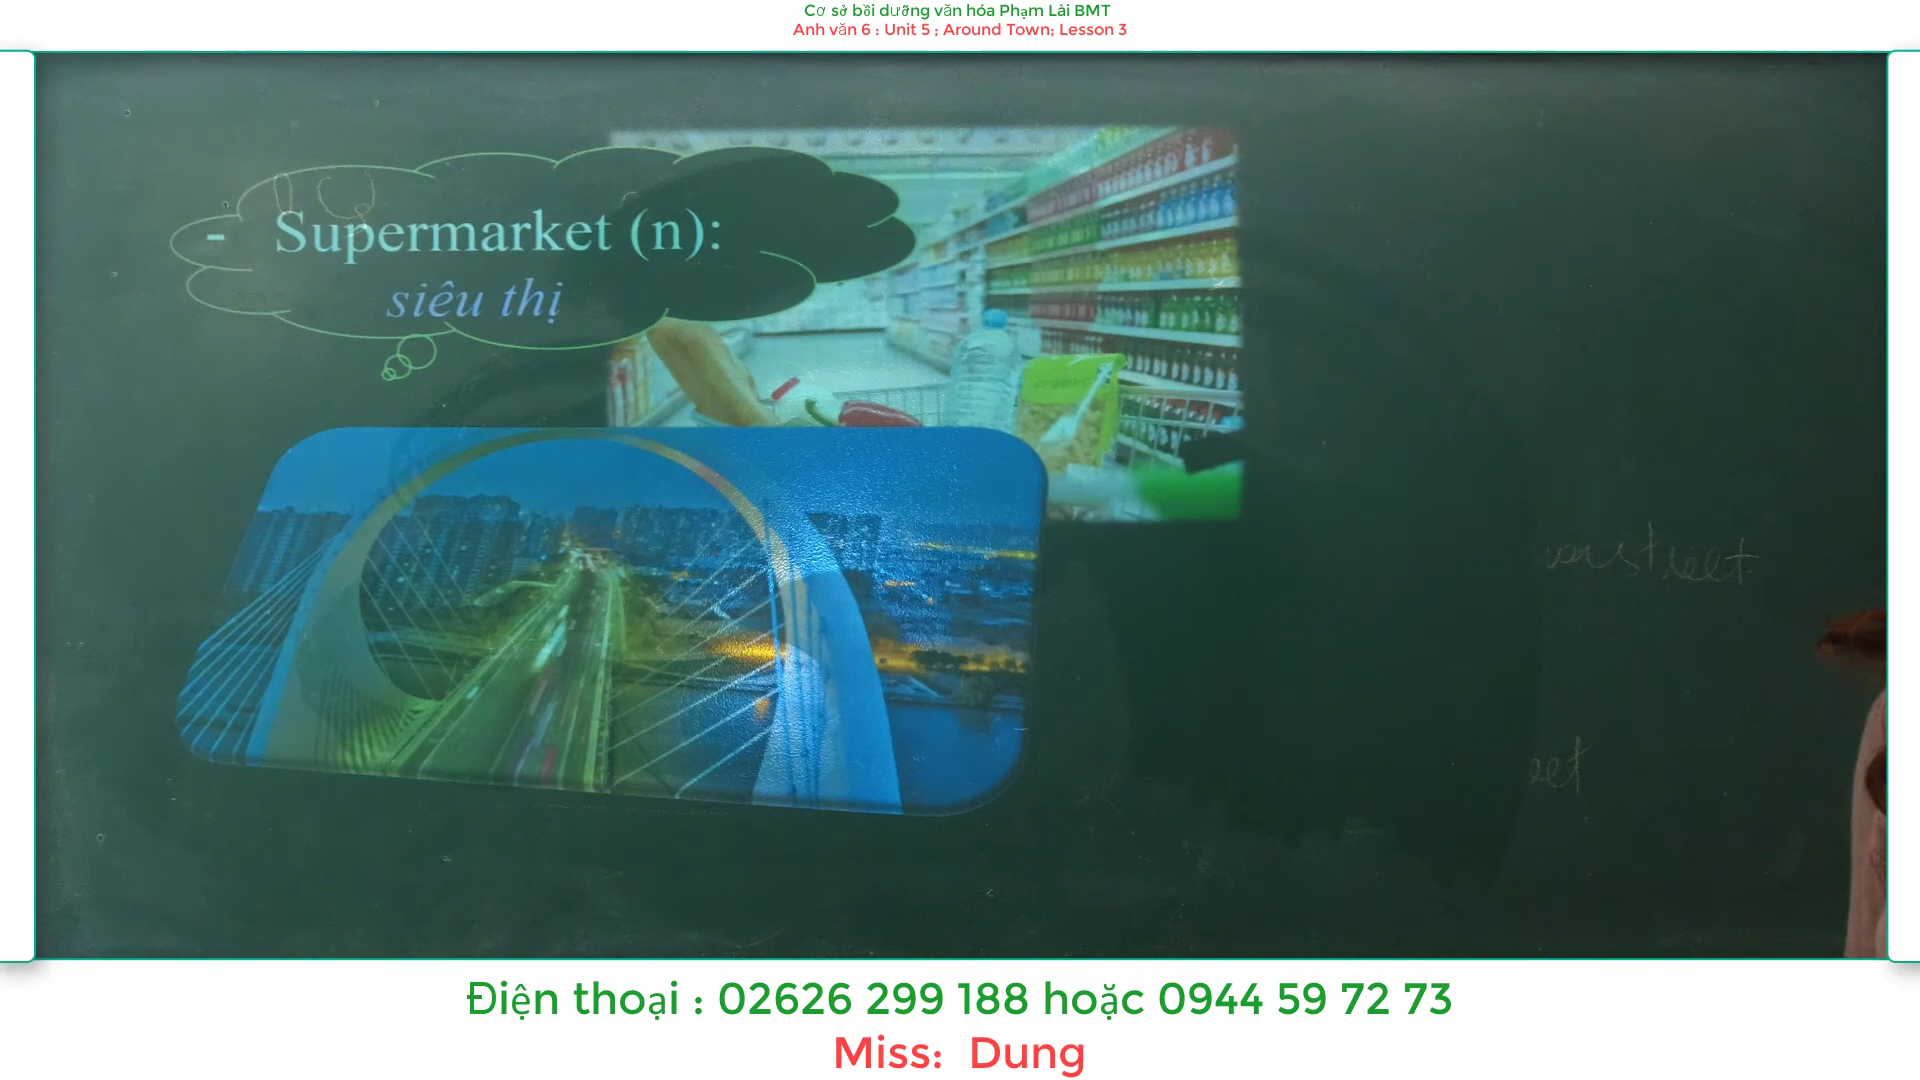 Cơ sở bồi dưỡng văn hóa Phạm Lài BMT
Anh văn 6 : Unit 5 ; Around Town; Lesson 3
- Supermarket (n):
siêu thị
Điện thoại : 02626 299 188 hoặc 0944 59 72 73
Miss: Dung